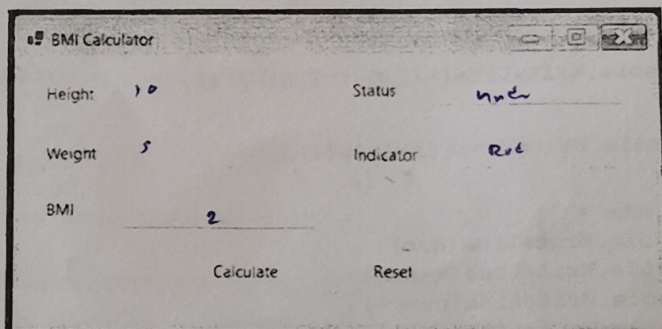 BMI Calculator
Height 10 Status Under
Weight 5 Indicator Red
BMI 2
Calculate Reset